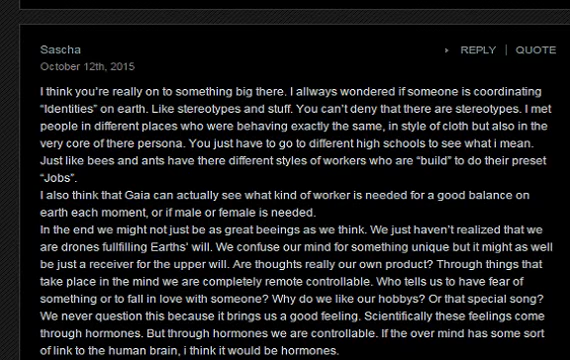 Sascha
REPLY | QUOTE
October 12th, 2015
I think you're really on to something big there. I allways wondered if someone is coordinating
“Identities” on earth. Like stereotypes and stuff. You can't deny that there are stereotypes. I met
people in different places who were behaving exactly the same, in style of cloth but also in the
very core of there persona. You just have to go to different high schools to see what i mean.
Just like bees and ants have there different styles of workers who are “build” to do their preset
“Jobs”.
I also think that Gaia can actually see what kind of worker is needed for a good balance on
earth each moment, or if male or female is needed.
In the end we might not just be as great beeings as we think. We just haven't realized that we
are drones fullfilling Earths' will. We confuse our mind for something unique but it might as well
be just a receiver for the upper will. Are thoughts really our own product? Through things that
take place in the mind we are completely remote controllable. Who tells us to have fear of
something or to fall in love with someone? Why do we like our hobbys? Or that special song?
We never question this because it brings us a good feeling. Scientifically these feelings come
through hormones. But through hormones we are controllable. If the over mind has some sort
of link to the human brain, i think it would be hormones.